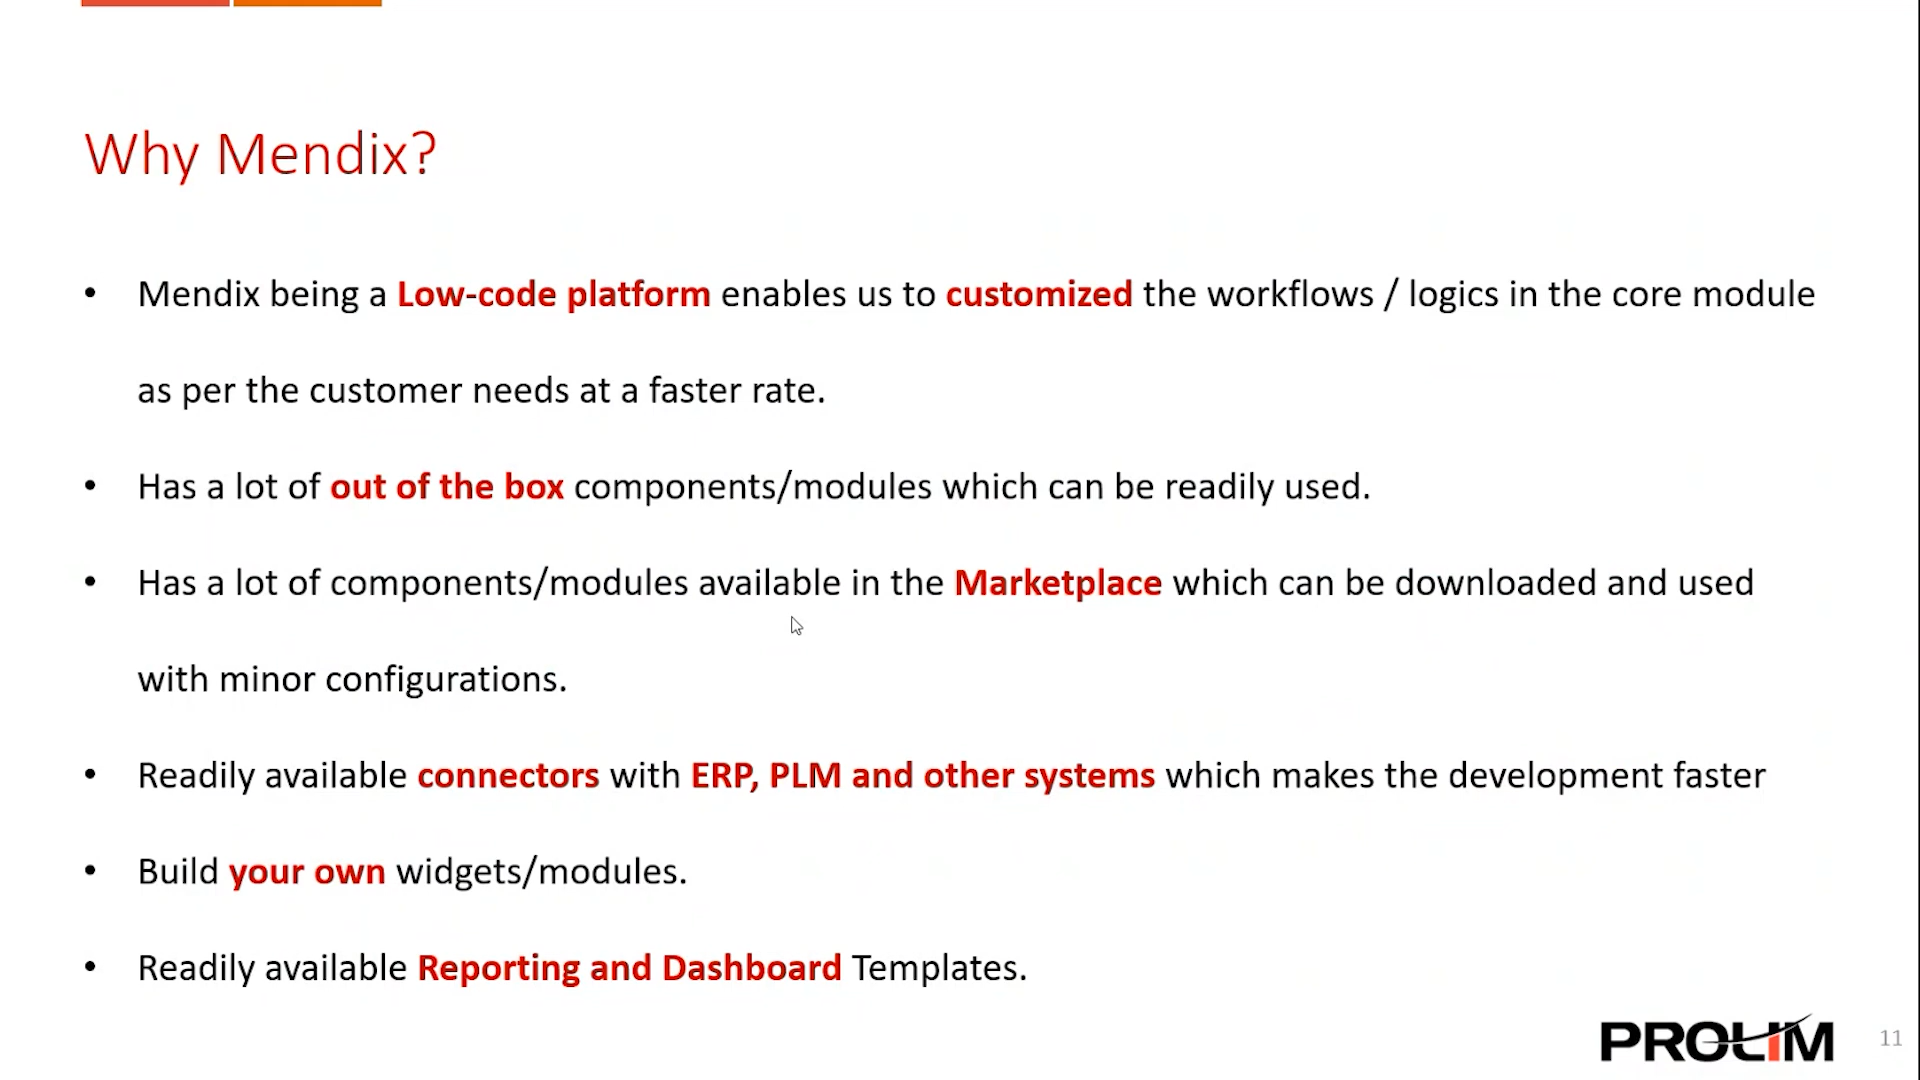 Why Mendix?
• Mendix being a Low-code platform enables us to customized the workflows / logics in the core module
as per the customer needs at a faster rate.
• Has a lot of out of the box components/modules which can be readily used.
• Has a lot of components/modules available in the Marketplace which can be downloaded and used
with minor configurations.
• Readily available connectors with ERP, PLM and other systems which makes the development faster
• Build your own widgets/modules.
• Readily available Reporting and Dashboard Templates.
PROLIM
11